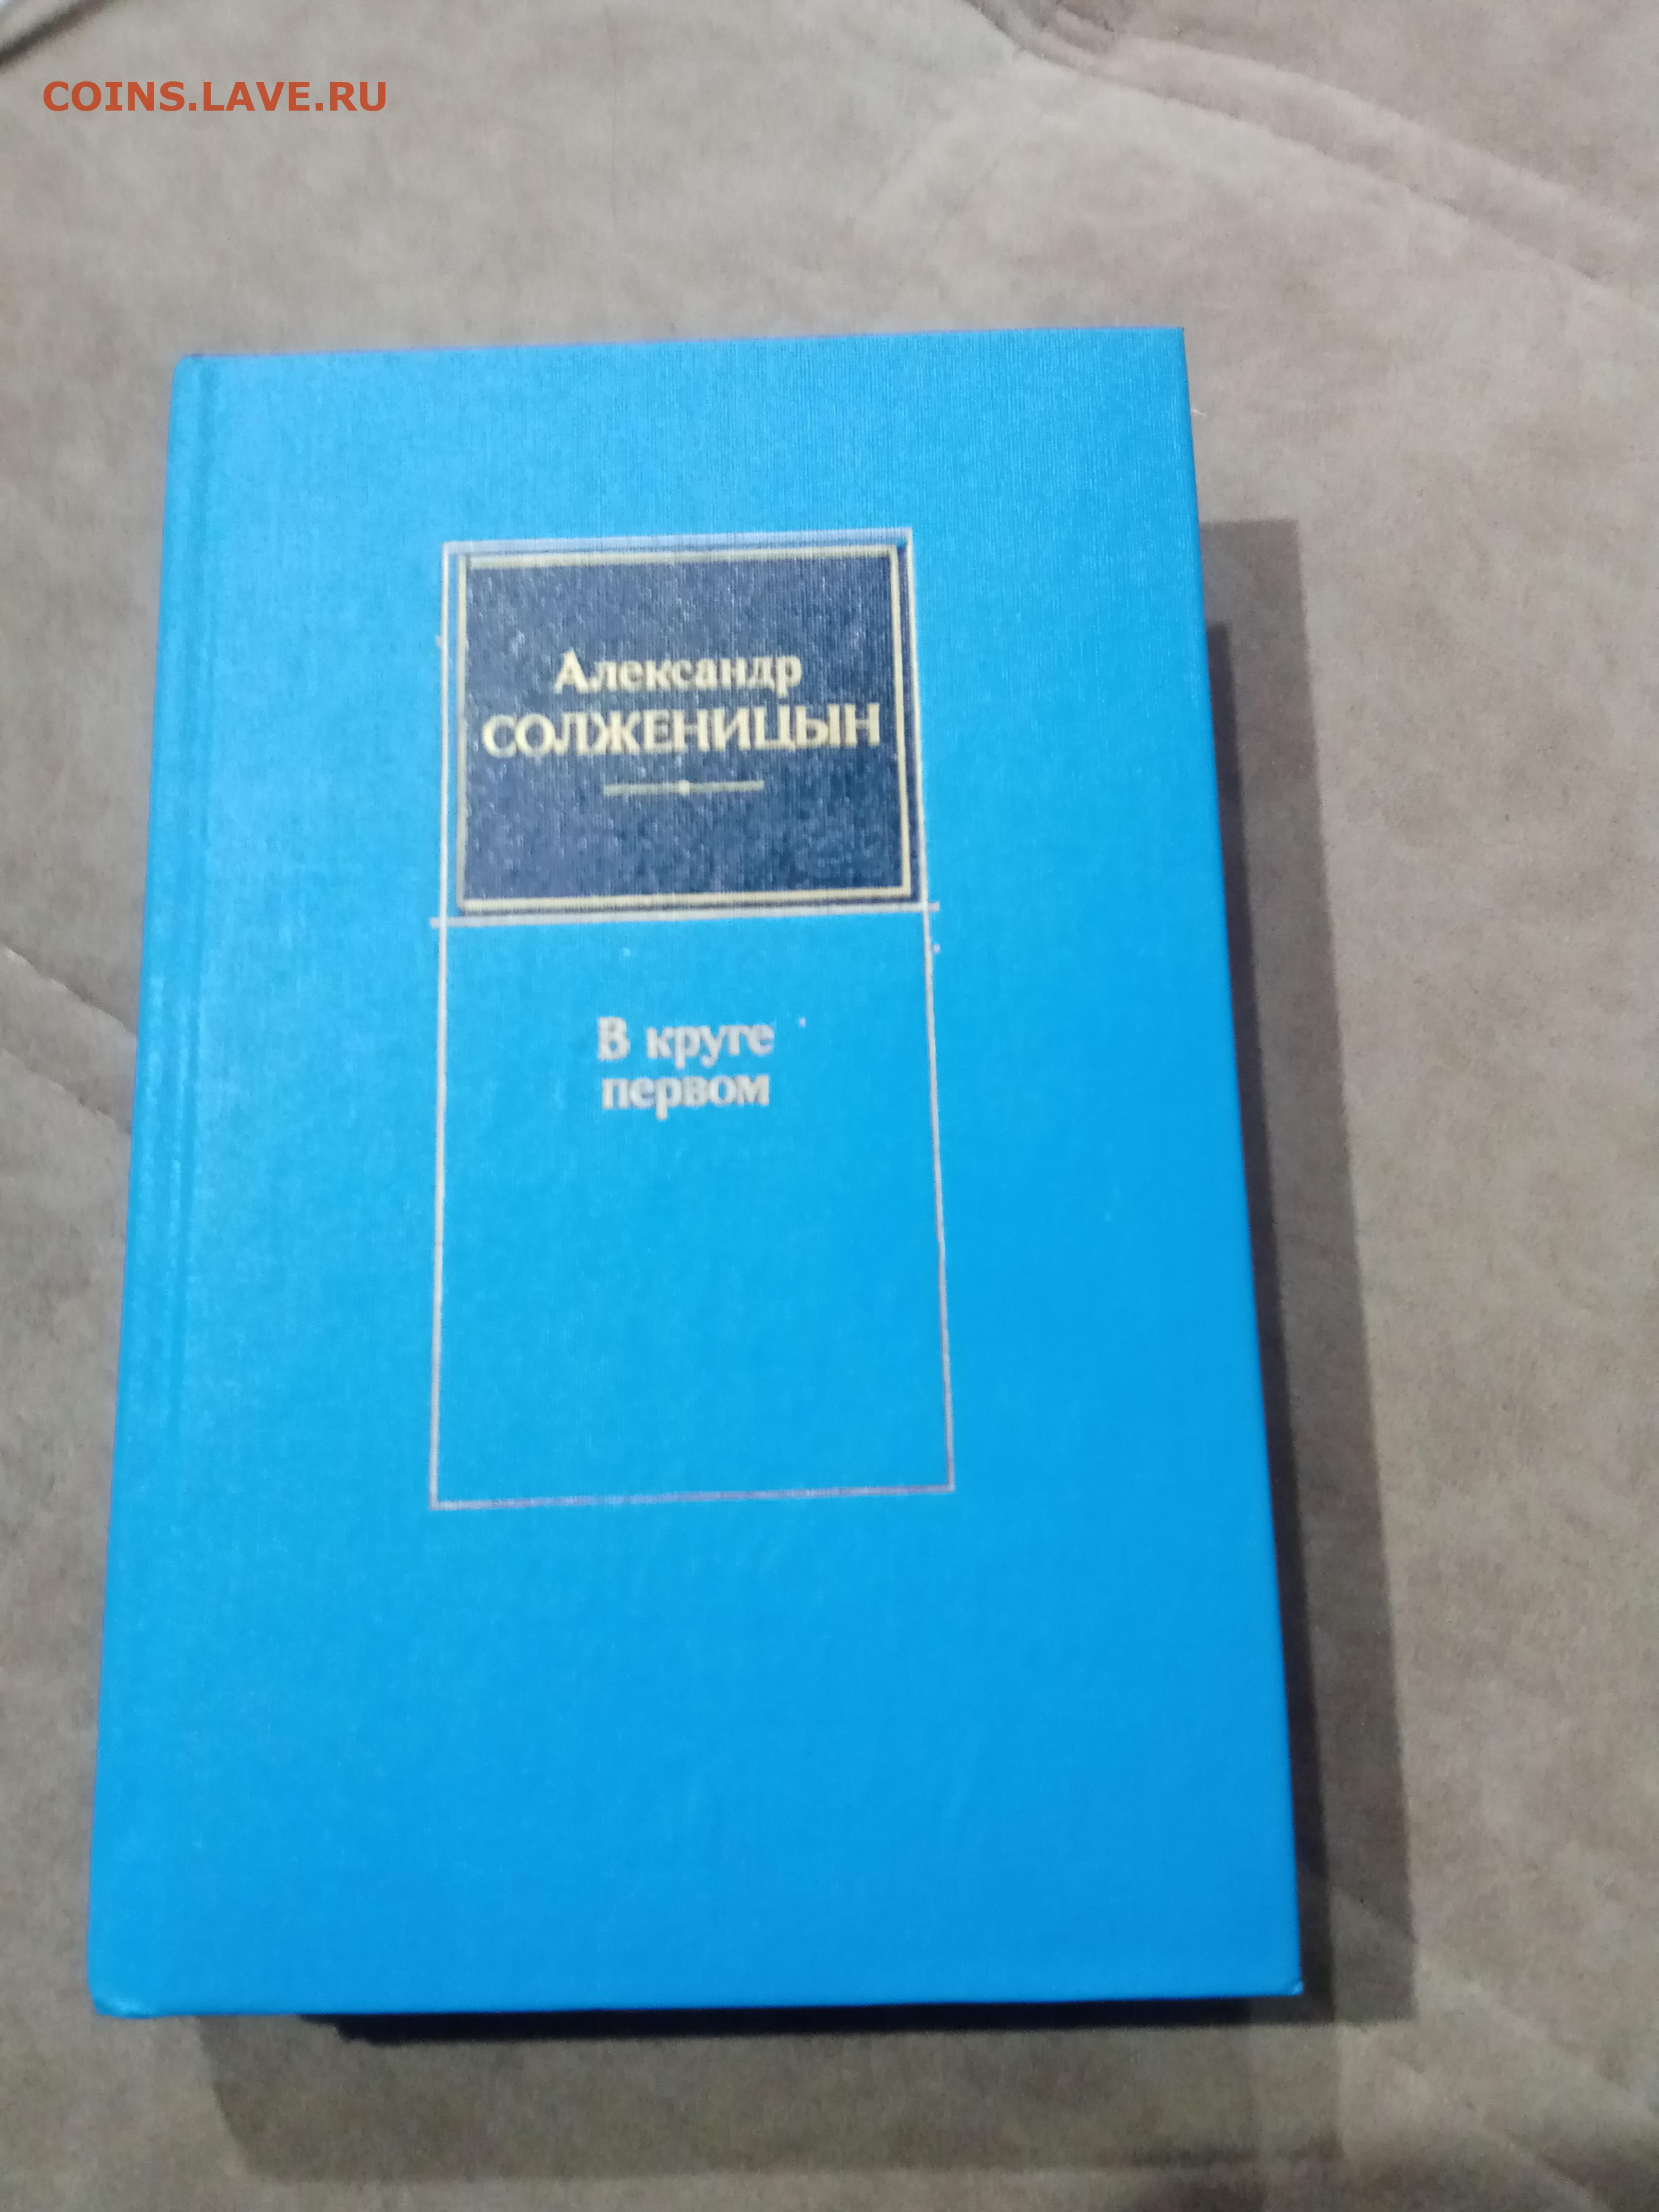 COINS.LAVE.RU
Александр
СОЛЖЕНИЦЫН
В круге
первом